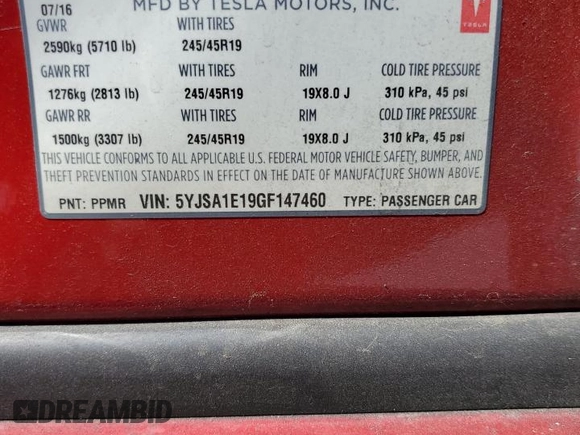 MFD BY TESLA MOTORS, INC.
07/16
GVWR WITH TIRES
2590kg (5710 lb) 245/45R19
GAWR FRT WITH TIRES RIM COLD TIRE PRESSURE
1276kg (2813 lb) 245/45R19 19X8.0 J 310 kPa, 45 psi
GAWR RR WITH TIRES RIM COLD TIRE PRESSURE
1500kg (3307 lb) 245/45R19 19X8.0 J 310 kPa, 45 psi
THIS VEHICLE CONFORMS TO ALL APPLICABLE U.S. FEDERAL MOTOR VEHICLE SAFETY, BUMPER, AND
THEFT PREVENTION STANDARDS IN EFFECT ON THE DATE OF MANUFACTURE SHOWN ABOVE.
PNT: PPMR VIN: 5YJSA1E19GF147460 TYPE: PASSENGER CAR
TESLA
DREAMBID